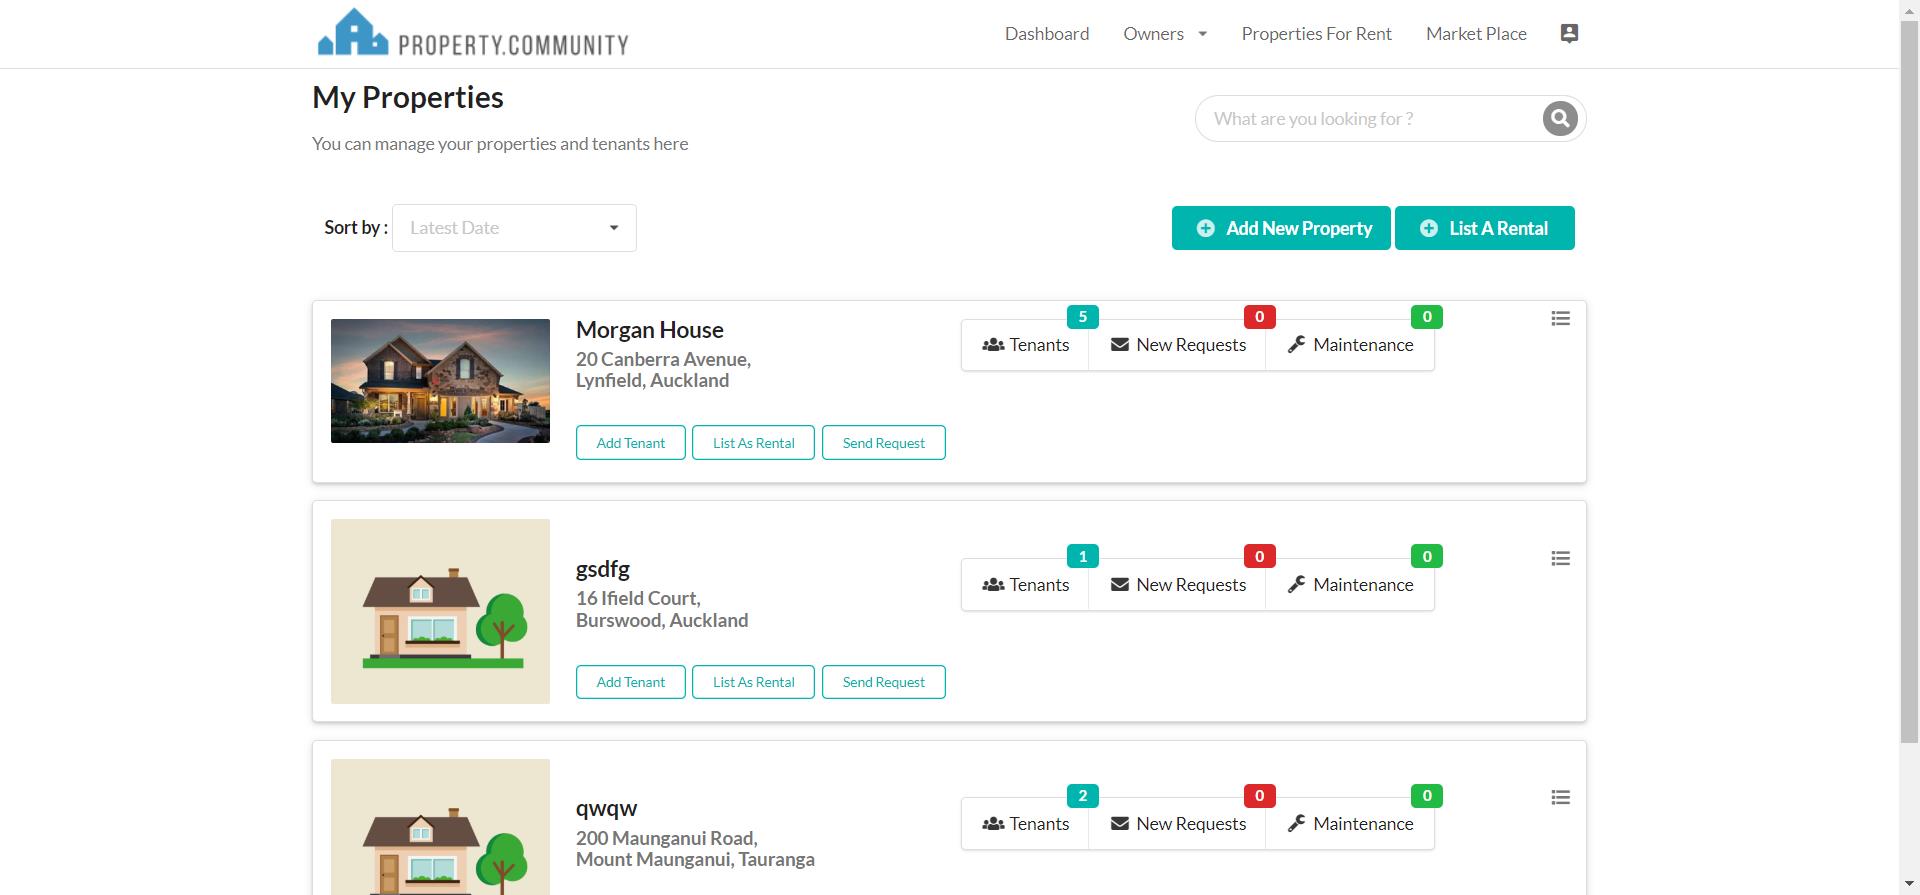 PROPERTY.COMMUNITY
Dashboard
Owners
Properties For Rent
Market Place
My Properties
What are you looking for ?
You can manage your properties and tenants here
Sort by :
Latest Date
Add New Property
List A Rental
Morgan House
20 Canberra Avenue,
Lynfield, Auckland
5
Tenants
0
New Requests
0
Maintenance
Add Tenant
List As Rental
Send Request
gsdfg
16 Ifield Court,
Burswood, Auckland
1
Tenants
0
New Requests
0
Maintenance
Add Tenant
List As Rental
Send Request
qwqw
200 Maunganui Road,
Mount Maunganui, Tauranga
2
Tenants
0
New Requests
0
Maintenance